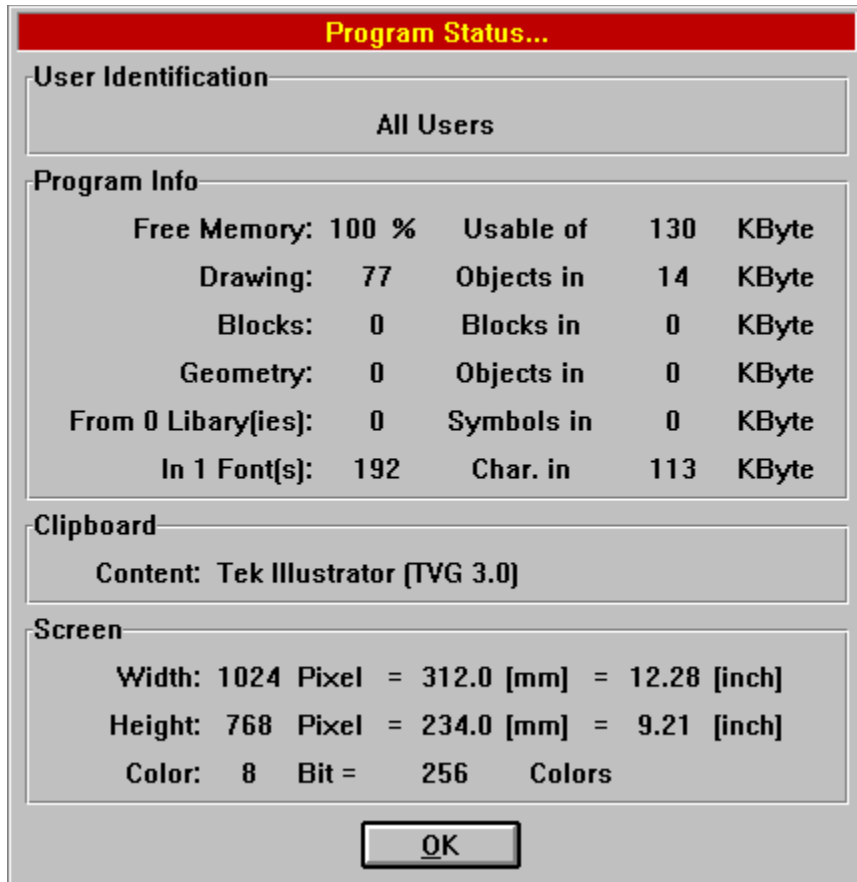 Program Status...
User Identification
All Users
Program Info
Free Memory: 100 % Usable of 130 KByte
Drawing: 77 Objects in 14 KByte
Blocks: 0 Blocks in 0 KByte
Geometry: 0 Objects in 0 KByte
From 0 Libary(ies): 0 Symbols in 0 KByte
In 1 Font(s): 192 Char. in 113 KByte
Clipboard
Content: Tek Illustrator (TVG 3.0)
Screen
Width: 1024 Pixel = 312.0 [mm] = 12.28 [inch]
Height: 768 Pixel = 234.0 [mm] = 9.21 [inch]
Color: 8 Bit = 256 Colors
OK